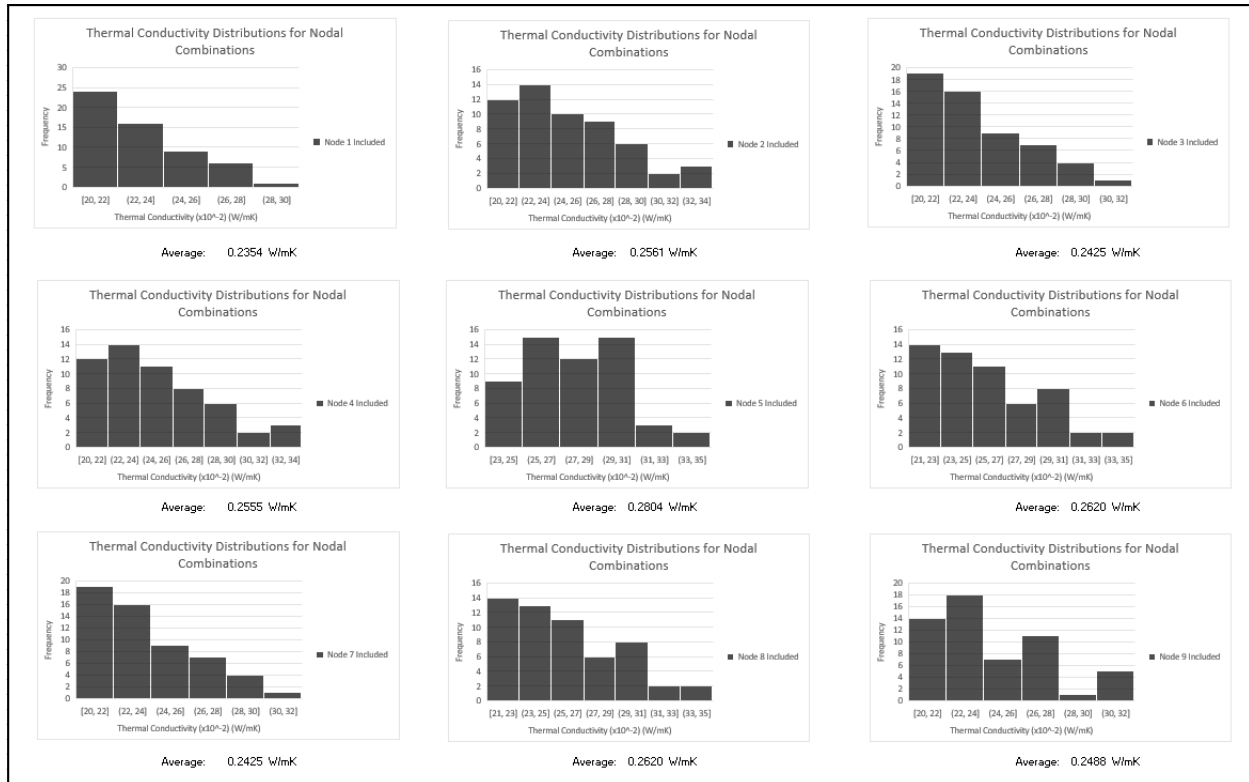 Thermal Conductivity Distributions for Nodal
Combinations
30
25
20
15
10
5
0
Frequency
[20, 22] (22, 24] (24, 26] (26, 28] (28, 30]
Thermal Conductivity (x10^-2) (W/mK)
Node 1 Included
Average: 0.2354 W/mK
Thermal Conductivity Distributions for Nodal
Combinations
16
14
12
10
8
6
4
2
0
Frequency
[20, 22] (22, 24] (24, 26] (26, 28] (28, 30] (30, 32] (32, 34]
Thermal Conductivity (x10^-2) (W/mK)
Node 2 Included
Average: 0.2561 W/mK
Thermal Conductivity Distributions for Nodal
Combinations
20
18
16
14
12
10
8
6
4
2
0
Frequency
[20, 22] (22, 24] (24, 26] (26, 28] (28, 30] (30, 32]
Thermal Conductivity (x10^-2) (W/mK)
Node 3 Included
Average: 0.2425 W/mK
Thermal Conductivity Distributions for Nodal
Combinations
16
14
12
10
8
6
4
2
0
Frequency
[20, 22] (22, 24] (24, 26] (26, 28] (28, 30] (30, 32] (32, 34]
Thermal Conductivity (x10^-2) (W/mK)
Node 4 Included
Average: 0.2555 W/mK
Thermal Conductivity Distributions for Nodal
Combinations
16
14
12
10
8
6
4
2
0
Frequency
[23, 25] (25, 27] (27, 29] (29, 31] (31, 33] (33, 35]
Thermal Conductivity (x10^-2) (W/mK)
Node 5 Included
Average: 0.2804 W/mK
Thermal Conductivity Distributions for Nodal
Combinations
16
14
12
10
8
6
4
2
0
Frequency
[21, 23] (23, 25] (25, 27] (27, 29] (29, 31] (31, 33] (33, 35]
Thermal Conductivity (x10^-2) (W/mK)
Node 6 Included
Average: 0.2620 W/mK
Thermal Conductivity Distributions for Nodal
Combinations
20
18
16
14
12
10
8
6
4
2
0
Frequency
[20, 22] (22, 24] (24, 26] (26, 28] (28, 30] (30, 32]
Thermal Conductivity (x10^-2) (W/mK)
Node 7 Included
Average: 0.2425 W/mK
Thermal Conductivity Distributions for Nodal
Combinations
16
14
12
10
8
6
4
2
0
Frequency
[21, 23] (23, 25] (25, 27] (27, 29] (29, 31] (31, 33] (33, 35]
Thermal Conductivity (x10^-2) (W/mK)
Node 8 Included
Average: 0.2620 W/mK
Thermal Conductivity Distributions for Nodal
Combinations
20
18
16
14
12
10
8
6
4
2
0
Frequency
[20, 22] (22, 24] (24, 26] (26, 28] (28, 30] (30, 32]
Thermal Conductivity (x10^-2) (W/mK)
Node 9 Included
Average: 0.2488 W/mK